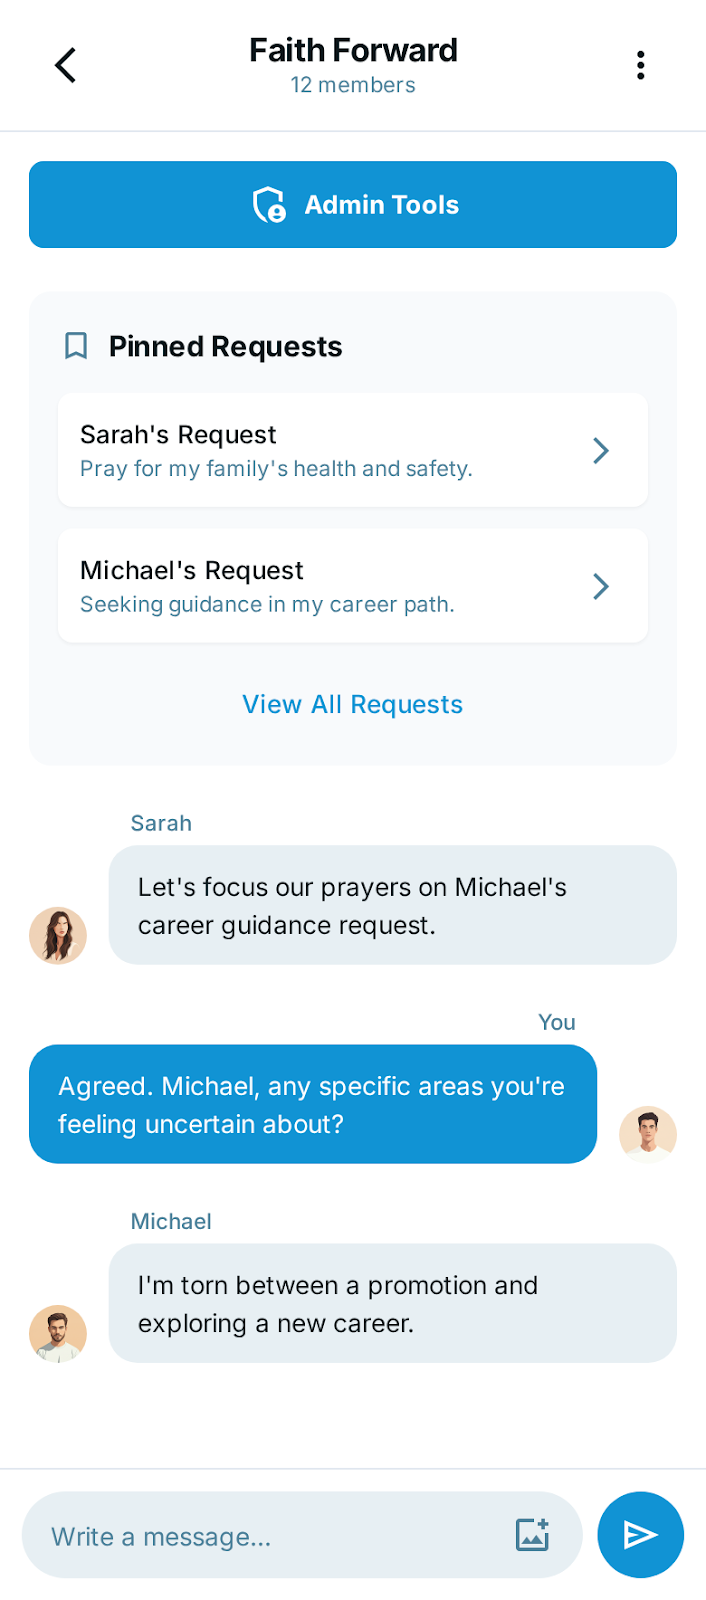 Faith Forward
12 members
Admin Tools
Pinned Requests
Sarah's Request
Pray for my family's health and safety.
Michael's Request
Seeking guidance in my career path.
View All Requests
Sarah
Let's focus our prayers on Michael's
career guidance request.
You
Agreed. Michael, any specific areas you're
feeling uncertain about?
Michael
I'm torn between a promotion and
exploring a new career.
Write a message...